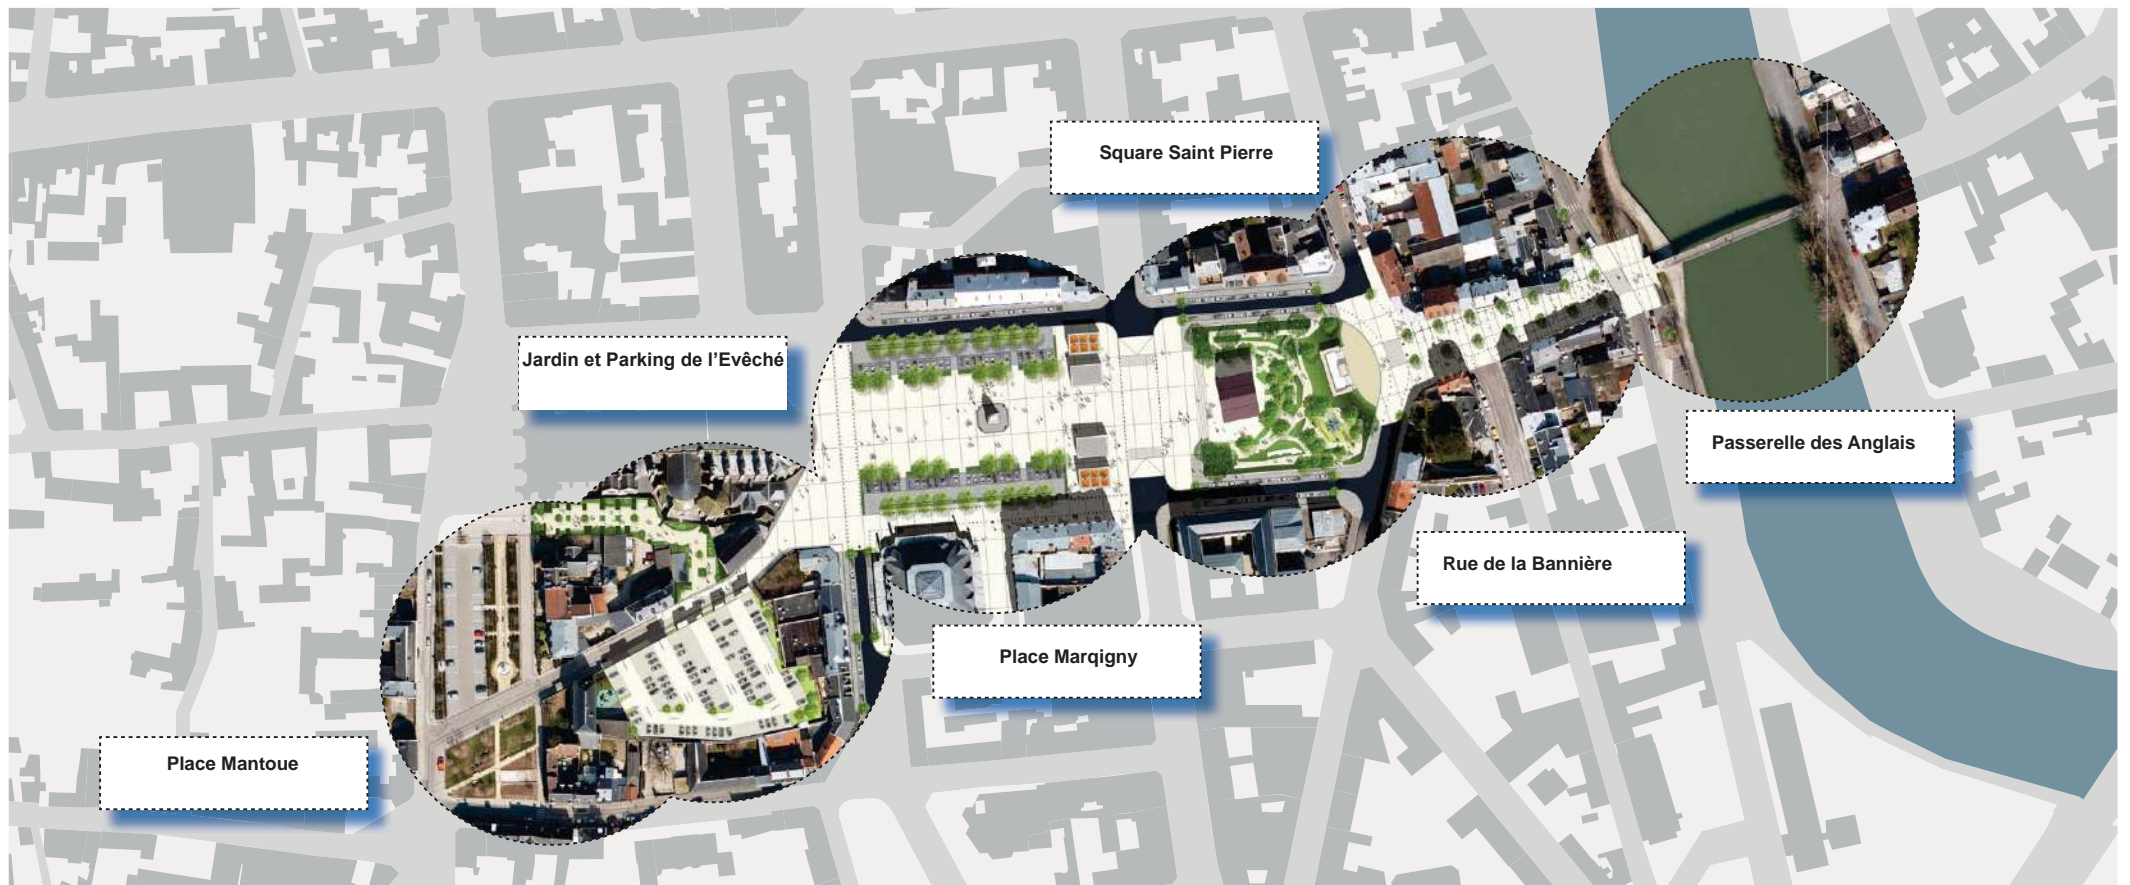 Square Saint Pierre
Jardin et Parking de l'Evêché
Passerelle des Anglais
Rue de la Bannière
Place Marqigny
Place Mantoue